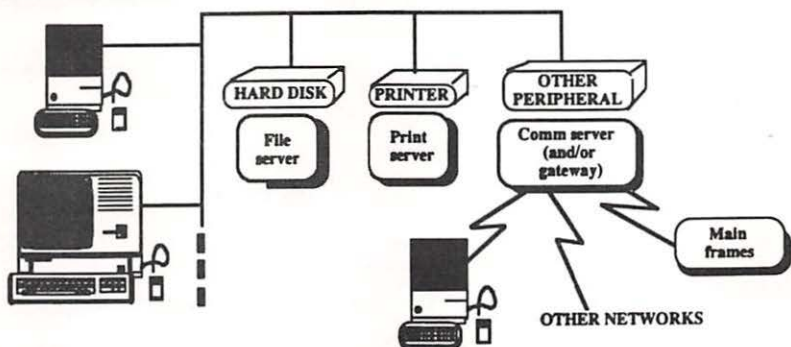 HARD DISK
PRINTER
OTHER
PERIPHERAL
File
server
Print
server
Comm server
(and/or
gateway)
Main
frames
OTHER NETWORKS